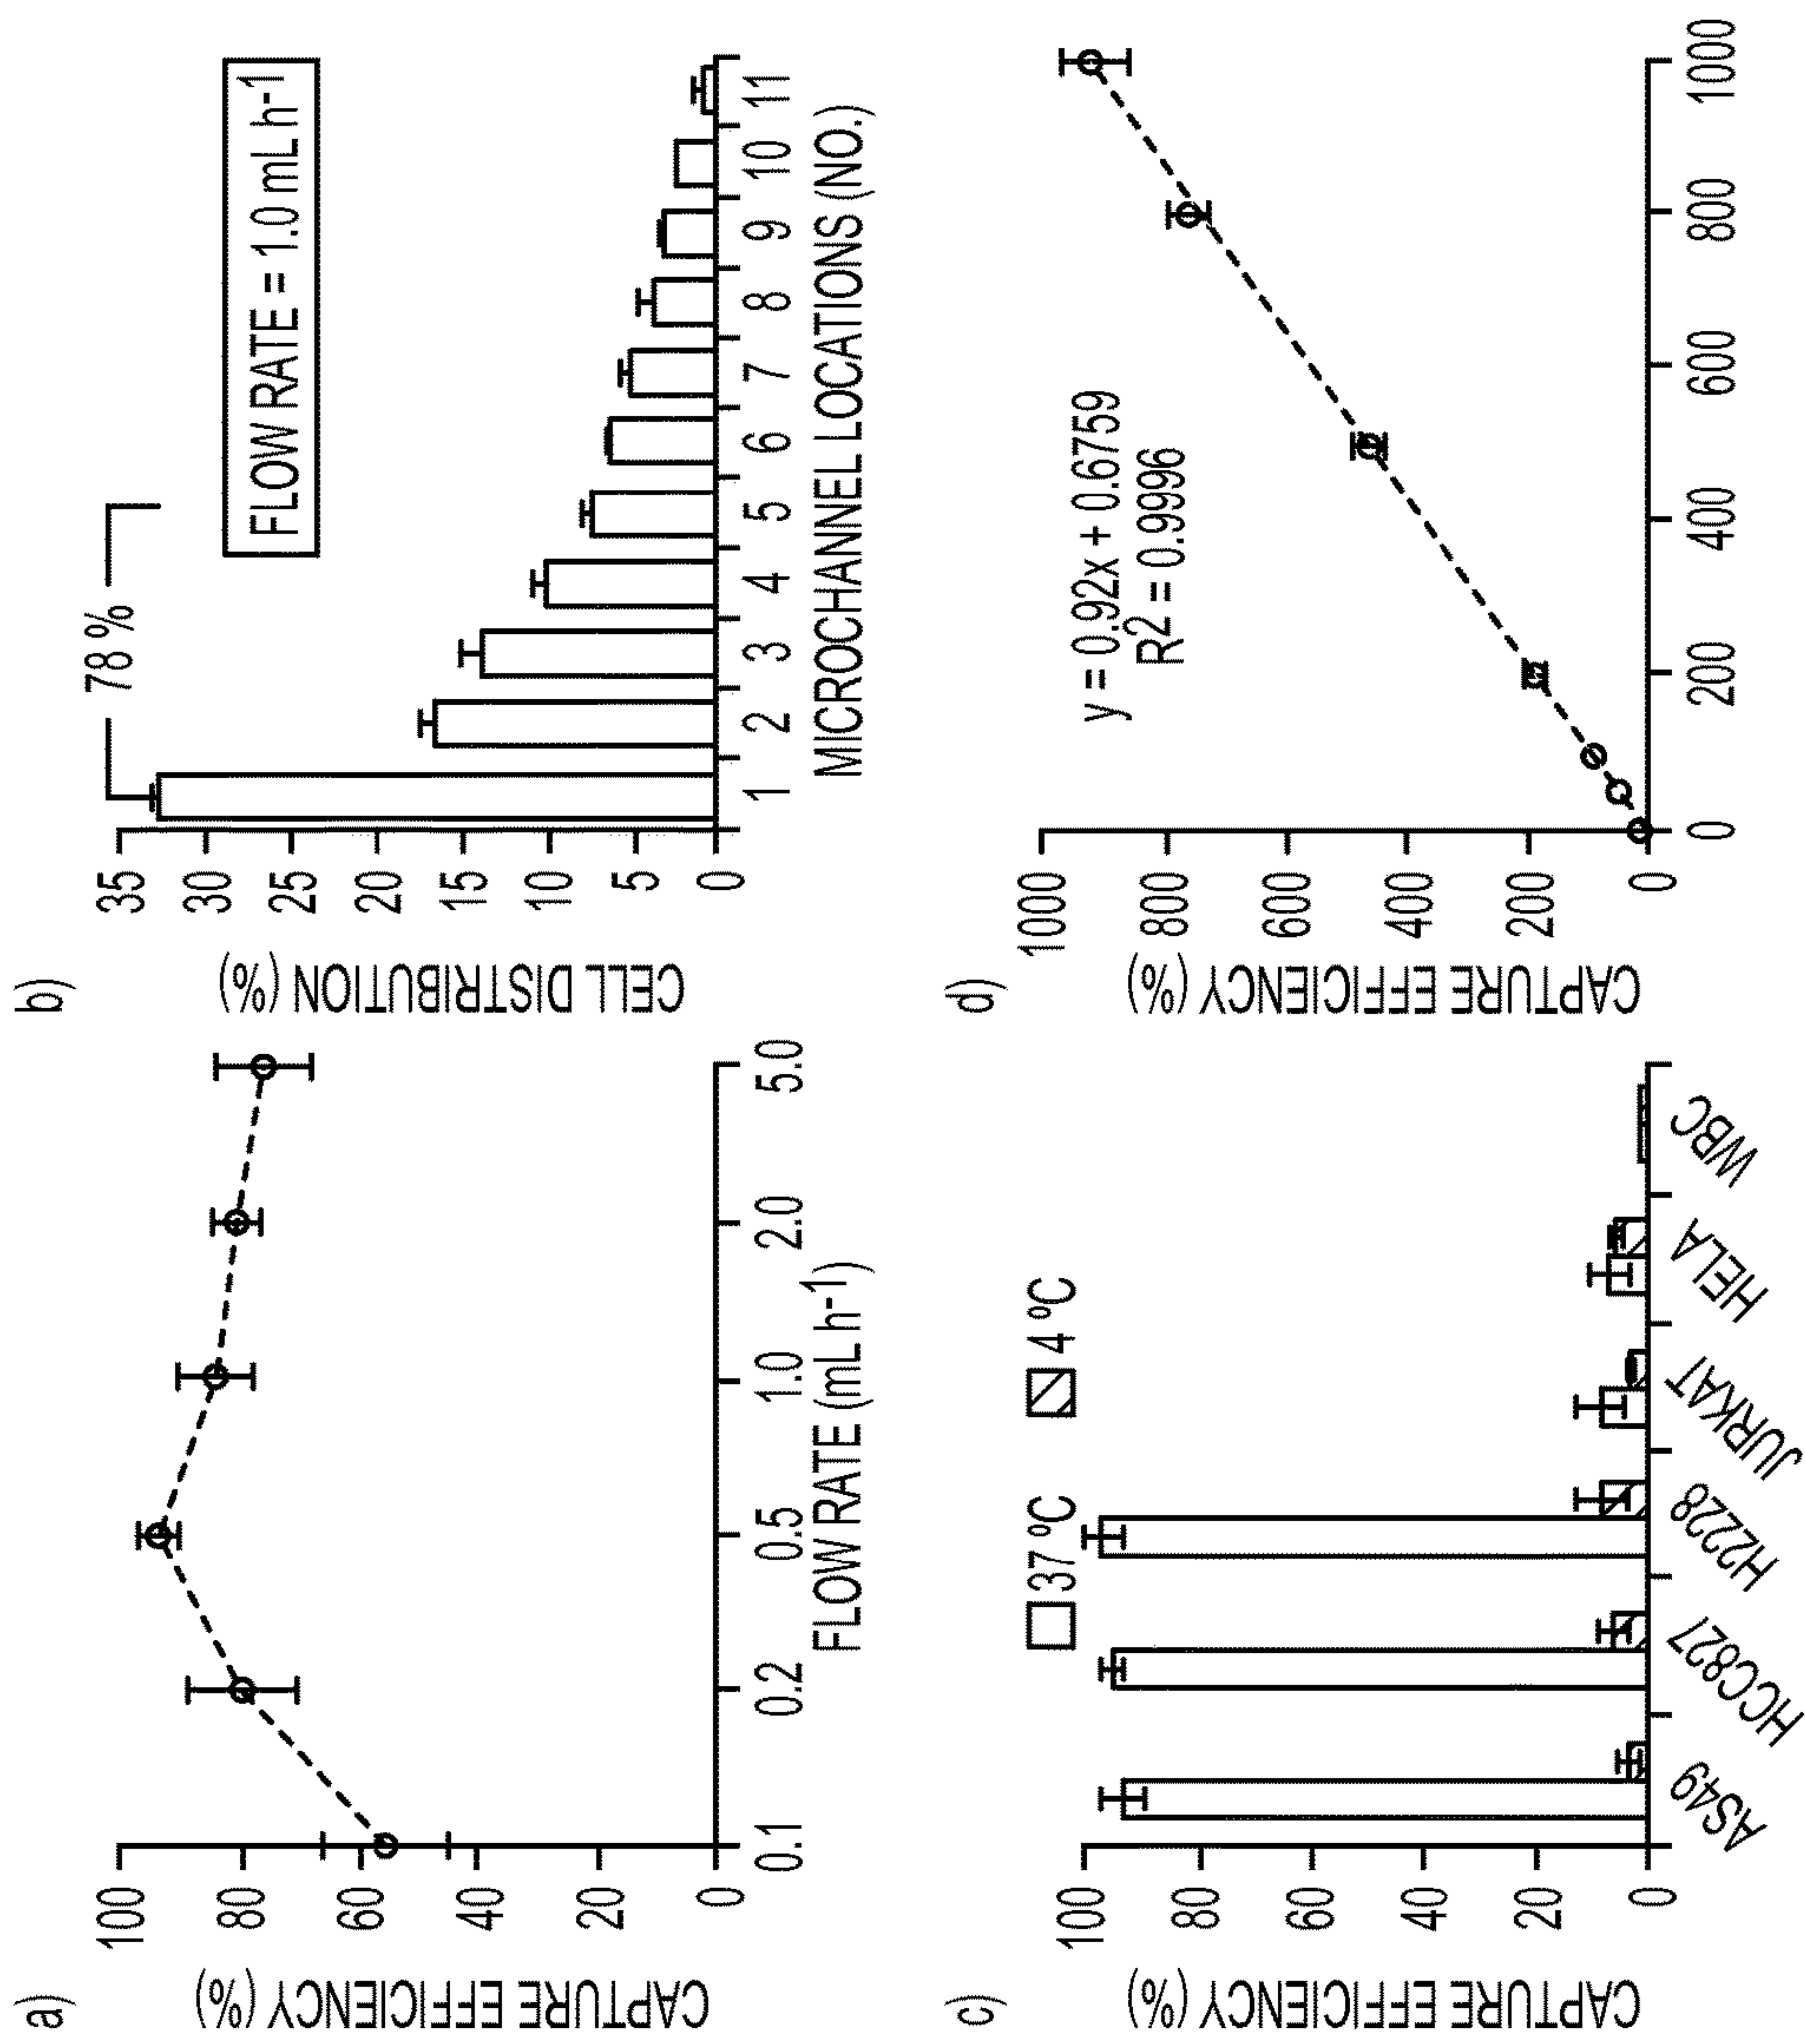 a)
CAPTURE EFFICIENCY
(%)
100
80
60
40
20
0
0.1
0.2
0.5
1.0
2.0
5.0
FLOW RATE (mL h-1)
b)
CELL DISTRIBUTION
(%)
35
30
25
20
15
10
5
0
78 %
FLOW RATE = 1.0 mL h-1
1
2
3
4
5
6
7
8
9
10
11
MICROCHANNEL LOCATIONS (NO.)
c)
CAPTURE EFFICIENCY
(%)
100
80
60
40
20
0
37 ºC
4 ºC
AS49
HCC827
H2228
JURKAT
HELA
WBC
d)
CAPTURE EFFICIENCY
(%)
1000
800
600
400
200
0
y = 0.92x + 0.6759
R2 = 0.9996
0
200
400
600
800
1000